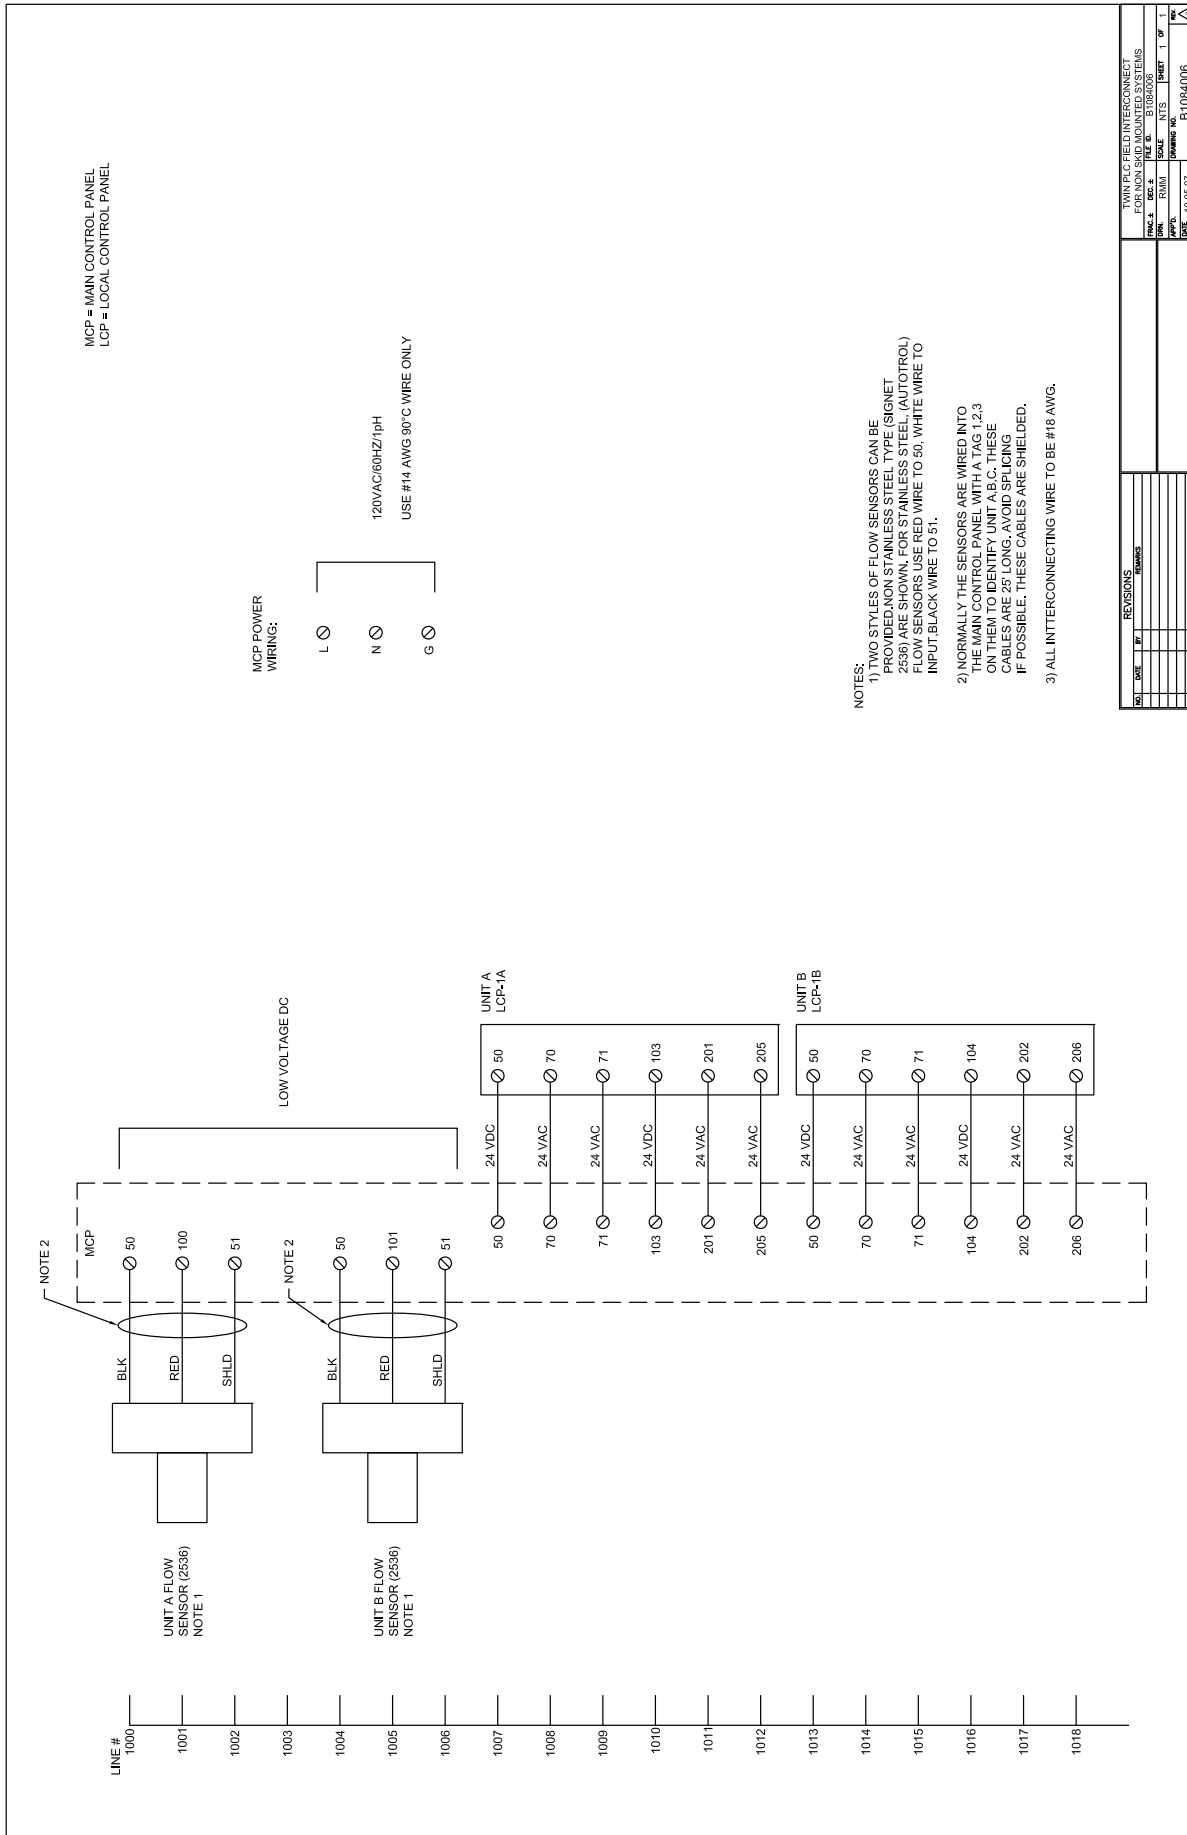 MCP = MAIN CONTROL PANEL
LCP = LOCAL CONTROL PANEL
LINE #
1000
1001
1002
1003
1004
1005
1006
1007
1008
1009
1010
1011
1012
1013
1014
1015
1016
1017
1018
UNIT A FLOW
SENSOR (2536)
NOTE 1
BLK
RED
SHLD
NOTE 2
MCP
50
100
51
UNIT B FLOW
SENSOR (2536)
NOTE 1
BLK
RED
SHLD
NOTE 2
50
101
51
LOW VOLTAGE DC
UNIT A
LCP-1A
50 24 VDC 50
70 24 VAC 70
71 24 VAC 71
103 24 VDC 103
201 24 VAC 201
205 24 VAC 205
UNIT B
LCP-1B
50 24 VDC 50
70 24 VAC 70
71 24 VAC 71
104 24 VDC 104
202 24 VAC 202
206 24 VAC 206
MCP POWER
WIRING:
L
N
G
120VAC/60HZ/1pH
USE #14 AWG 90°C WIRE ONLY
NOTES:
1) TWO STYLES OF FLOW SENSORS CAN BE
PROVIDED.NON STAINLESS STEEL TYPE (SIGNET
2536) ARE SHOWN. FOR STAINLESS STEEL, (AUTOTROL)
FLOW SENSORS USE RED WIRE TO 50, WHITE WIRE TO
INPUT,BLACK WIRE TO 51.
2) NORMALLY THE SENSORS ARE WIRED INTO
THE MAIN CONTROL PANEL WITH A TAG 1,2,3
ON THEM TO IDENTIFY UNIT A,B,C. THESE
CABLES ARE 25' LONG. AVOID SPLICING
IF POSSIBLE. THESE CABLES ARE SHIELDED.
3) ALL INTTERCONNECTING WIRE TO BE #18 AWG.
REVISIONS
NO. DATE BY REMARKS
TWIN PLC FIELD INTERCONNECT
FOR NON SKID MOUNTED SYSTEMS
FRAC. ± DEC. ± FILE ID. B1084006
DRN. RMM SCALE NTS SHEET 1 OF 1
APP'D. DRAWING NO. REV.
DATE B1084006